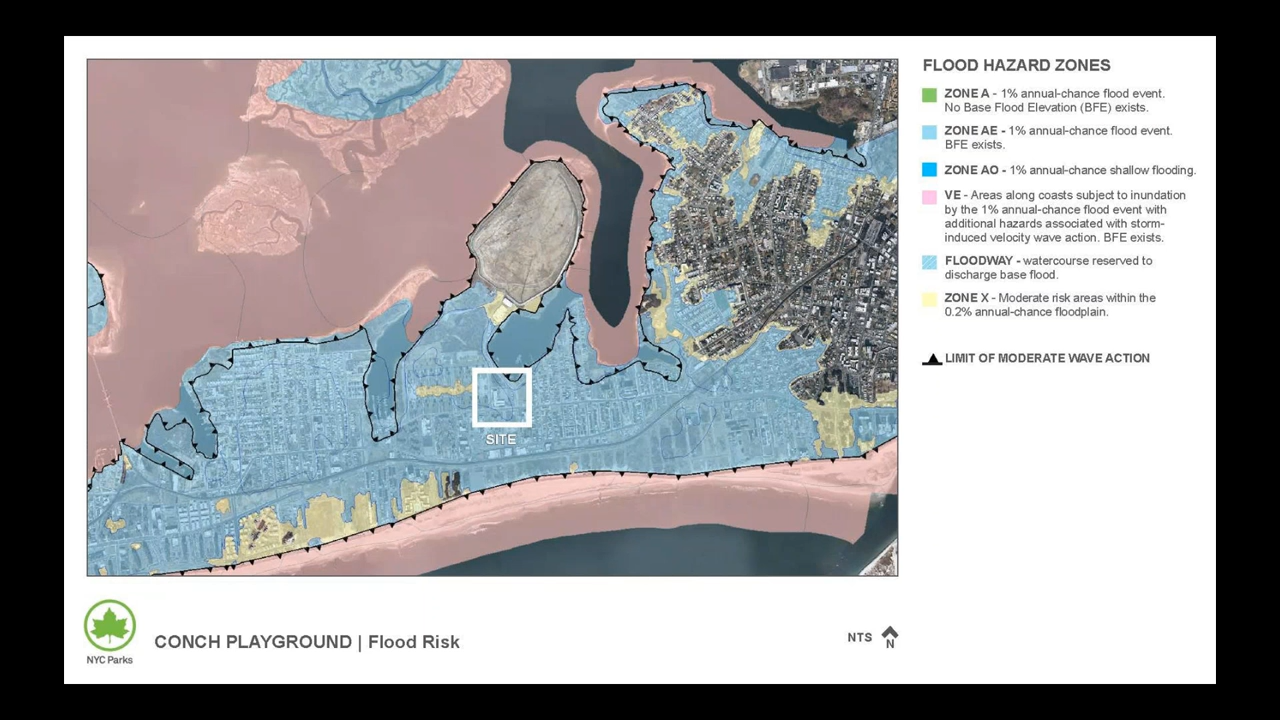 FLOOD HAZARD ZONES
ZONE A - 1% annual-chance flood event.
No Base Flood Elevation (BFE) exists.
ZONE AE - 1% annual-chance flood event.
BFE exists.
ZONE AO - 1% annual-chance shallow flooding.
VE - Areas along coasts subject to inundation
by the 1% annual-chance flood event with
additional hazards associated with storm-
induced velocity wave action. BFE exists.
FLOODWAY - watercourse reserved to
discharge base flood.
ZONE X - Moderate risk areas within the
0.2% annual-chance floodplain.
LIMIT OF MODERATE WAVE ACTION
SITE
NYC Parks
CONCH PLAYGROUND | Flood Risk
NTS
N